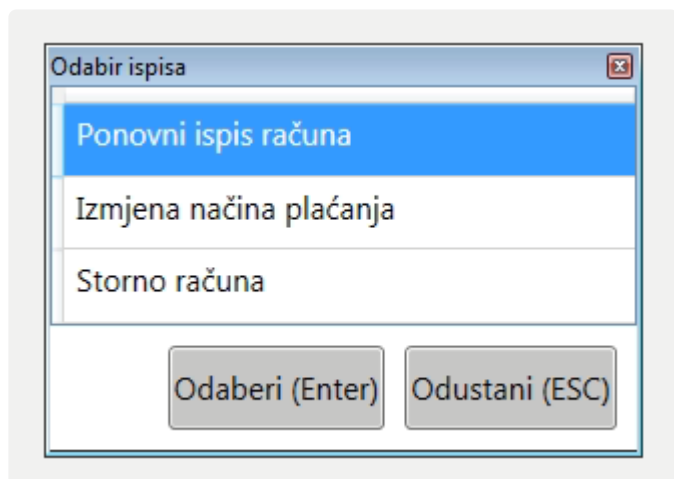 Odabir ispisa
Ponovni ispis računa
Izmjena načina plaćanja
Storno računa
Odaberi (Enter) Odustani (ESC)